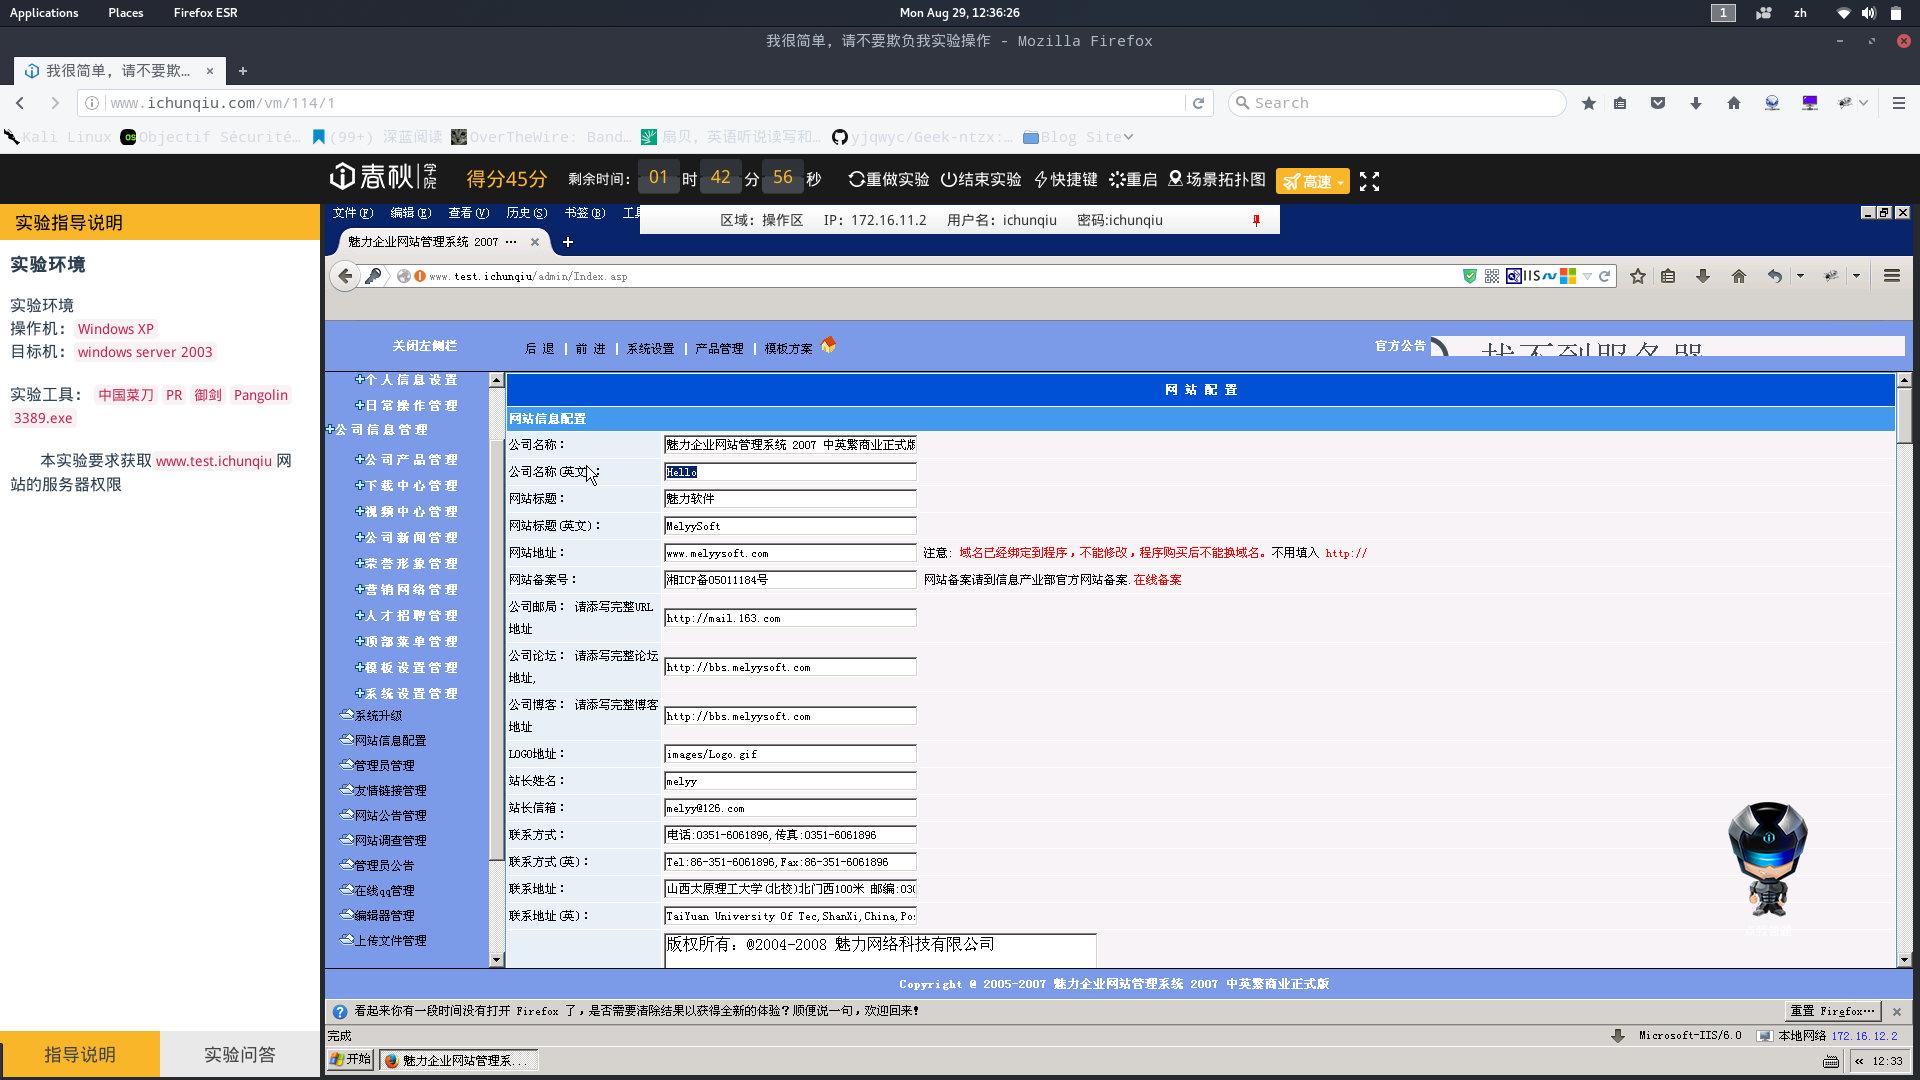 Applications Places Firefox ESR
Mon Aug 29, 12:36:26
1 zh
我很简单，请不要欺负我实验操作 - Mozilla Firefox
我很简单，请不要欺…
www.ichunqiu.com/vm/114/1
Search
Kali Linux
Objectif Sécurité…
(99+) 深蓝阅读
OverTheWire: Band…
扇贝，英语听说读写和…
yjqwyc/Geek-ntzx:…
Blog Site
春秋 学院
得分45分
剩余时间： 01 时 42 分 56 秒
重做实验
结束实验
快捷键
重启
场景拓扑图
高速
实验指导说明
实验环境
实验环境
操作机： Windows XP
目标机： windows server 2003
实验工具： 中国菜刀 PR 御剑 Pangolin
3389.exe
本实验要求获取 www.test.ichunqiu 网
站的服务器权限
指导说明
实验问答
文件(F) 编辑(E) 查看(V) 历史(S) 书签(B)
区域：操作区 IP：172.16.11.2 用户名：ichunqiu 密码:ichunqiu
魅力企业网站管理系统 2007 …
www.test.ichunqiu/admin/Index.asp
IIS
关闭左侧栏
后 退 | 前 进 | 系统设置 | 产品管理 | 模板方案
官方公告
个人信息设置
日常操作管理
公司信息管理
公司产品管理
下载中心管理
视频中心管理
公司新闻管理
荣誉形象管理
营销网络管理
人才招聘管理
顶部菜单管理
模板设置管理
系统设置管理
系统升级
网站信息配置
管理员管理
友情链接管理
网站公告管理
网站调查管理
管理员公告
在线qq管理
编辑器管理
上传文件管理
网 站 配 置
网站信息配置
公司名称： 魅力企业网站管理系统 2007 中英繁商业正式版
公司名称(英文)： Hello
网站标题： 魅力软件
网站标题(英文)： MelyySoft
网站地址： www.melyysoft.com 注意: 域名已经绑定到程序，不能修改，程序购买后不能换域名。不用填入 http://
网站备案号： 湘ICP备05011184号 网站备案请到信息产业部官方网站备案.在线备案
公司邮局： 请添写完整URL
地址 http://mail.163.com
公司论坛： 请添写完整论坛
地址, http://bbs.melyysoft.com
公司博客： 请添写完整博客
地址 http://bbs.melyysoft.com
LOGO地址： images/Logo.gif
站长姓名： melyy
站长信箱： melyy@126.com
联系方式： 电话:0351-6061896,传真:0351-6061896
联系方式(英)： Tel:86-351-6061896,Fax:86-351-6061896
联系地址： 山西太原理工大学(北校)北门西100米 邮编:030
联系地址(英)： TaiYuan University Of Tec,ShanXi,China,Po
版权所有：@2004-2008 魅力网络科技有限公司
Copyright @ 2005-2007 魅力企业网站管理系统 2007 中英繁商业正式版
看起来你有一段时间没有打开 Firefox 了，是否需要清除结果以获得全新的体验？顺便说一句，欢迎回来！
重置 Firefox…
完成
Microsoft-IIS/6.0 本地网络 172.16.12.2
开始
魅力企业网站管理系...
« 12:33